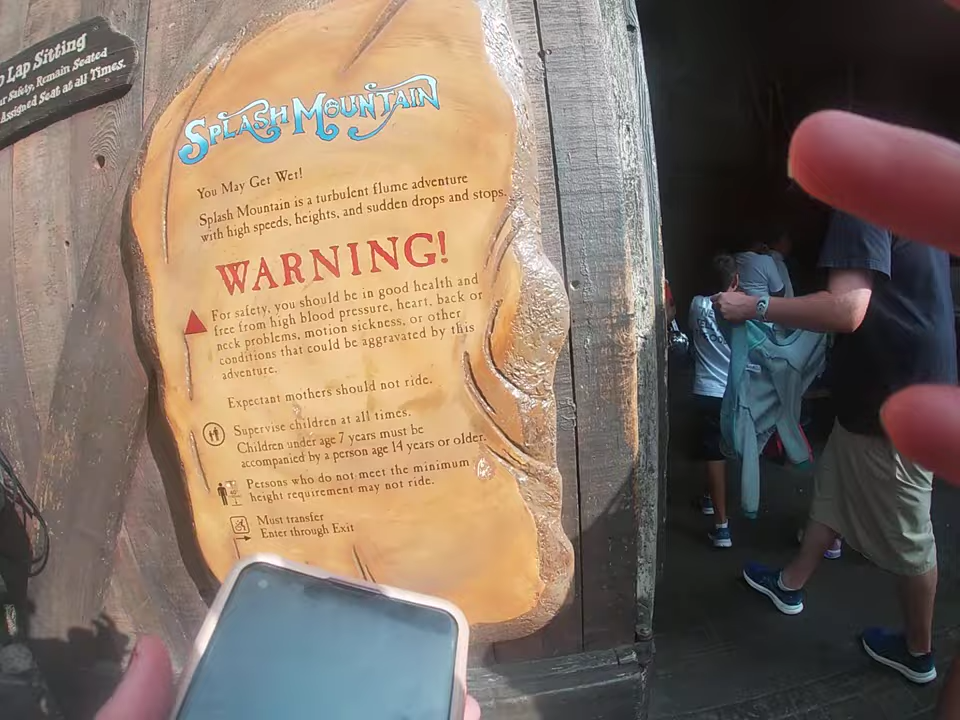 Lap Sitting
Safety, Remain Seated
Assigned Seat at all Times.
SPLASH MOUNTAIN
You May Get Wet!
Splash Mountain is a turbulent flume adventure
with high speeds, heights, and sudden drops and stops.
WARNING!
For safety, you should be in good health and
free from high blood pressure, heart, back or
neck problems, motion sickness, or other
conditions that could be aggravated by this
adventure.
Expectant mothers should not ride.
Supervise children at all times.
Children under age 7 years must be
accompanied by a person age 14 years or older.
Persons who do not meet the minimum
height requirement may not ride.
Must transfer
Enter through Exit